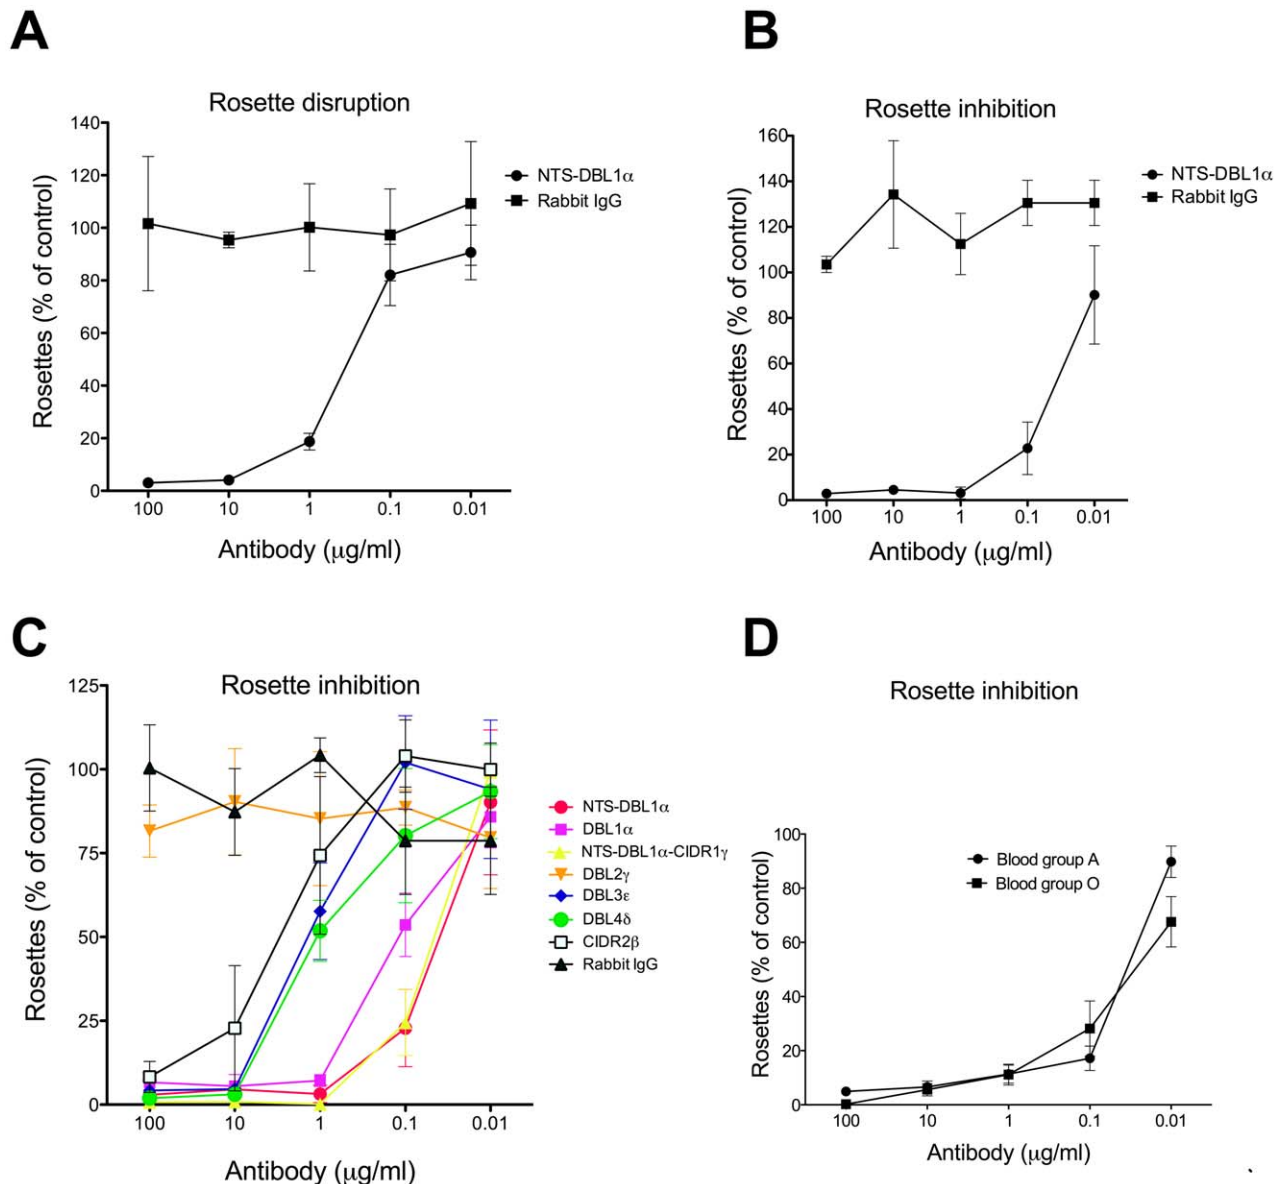 A
Rosette disruption
Rosettes (% of control)
140
120
100
80
60
40
20
0
100 10 1 0.1 0.01
Antibody (μg/ml)
NTS-DBL1α
Rabbit IgG
B
Rosette inhibition
Rosettes (% of control)
160
140
120
100
80
60
40
20
0
100 10 1 0.1 0.01
Antibody (μg/ml)
NTS-DBL1α
Rabbit IgG
C
Rosette inhibition
Rosettes (% of control)
125
100
75
50
25
0
100 10 1 0.1 0.01
Antibody (μg/ml)
NTS-DBL1α
DBL1α
NTS-DBL1α-CIDR1γ
DBL2γ
DBL3ε
DBL4δ
CIDR2β
Rabbit IgG
D
Rosette inhibition
Rosettes (% of control)
100
80
60
40
20
0
100 10 1 0.1 0.01
Antibody (μg/ml)
Blood group A
Blood group O